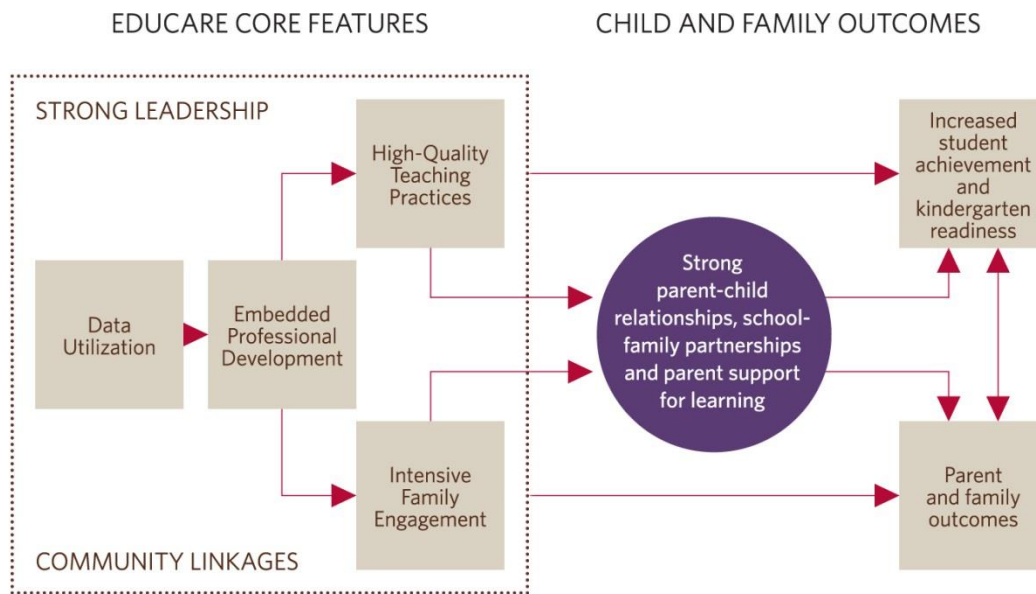 EDUCARE CORE FEATURES
CHILD AND FAMILY OUTCOMES
STRONG LEADERSHIP
High-Quality
Teaching
Practices
Increased
student
achievement
and
kindergarten
readiness
Data
Utilization
Embedded
Professional
Development
Strong
parent-child
relationships, school-
family partnerships
and parent support
for learning
Intensive
Family
Engagement
Parent
and family
outcomes
COMMUNITY LINKAGES